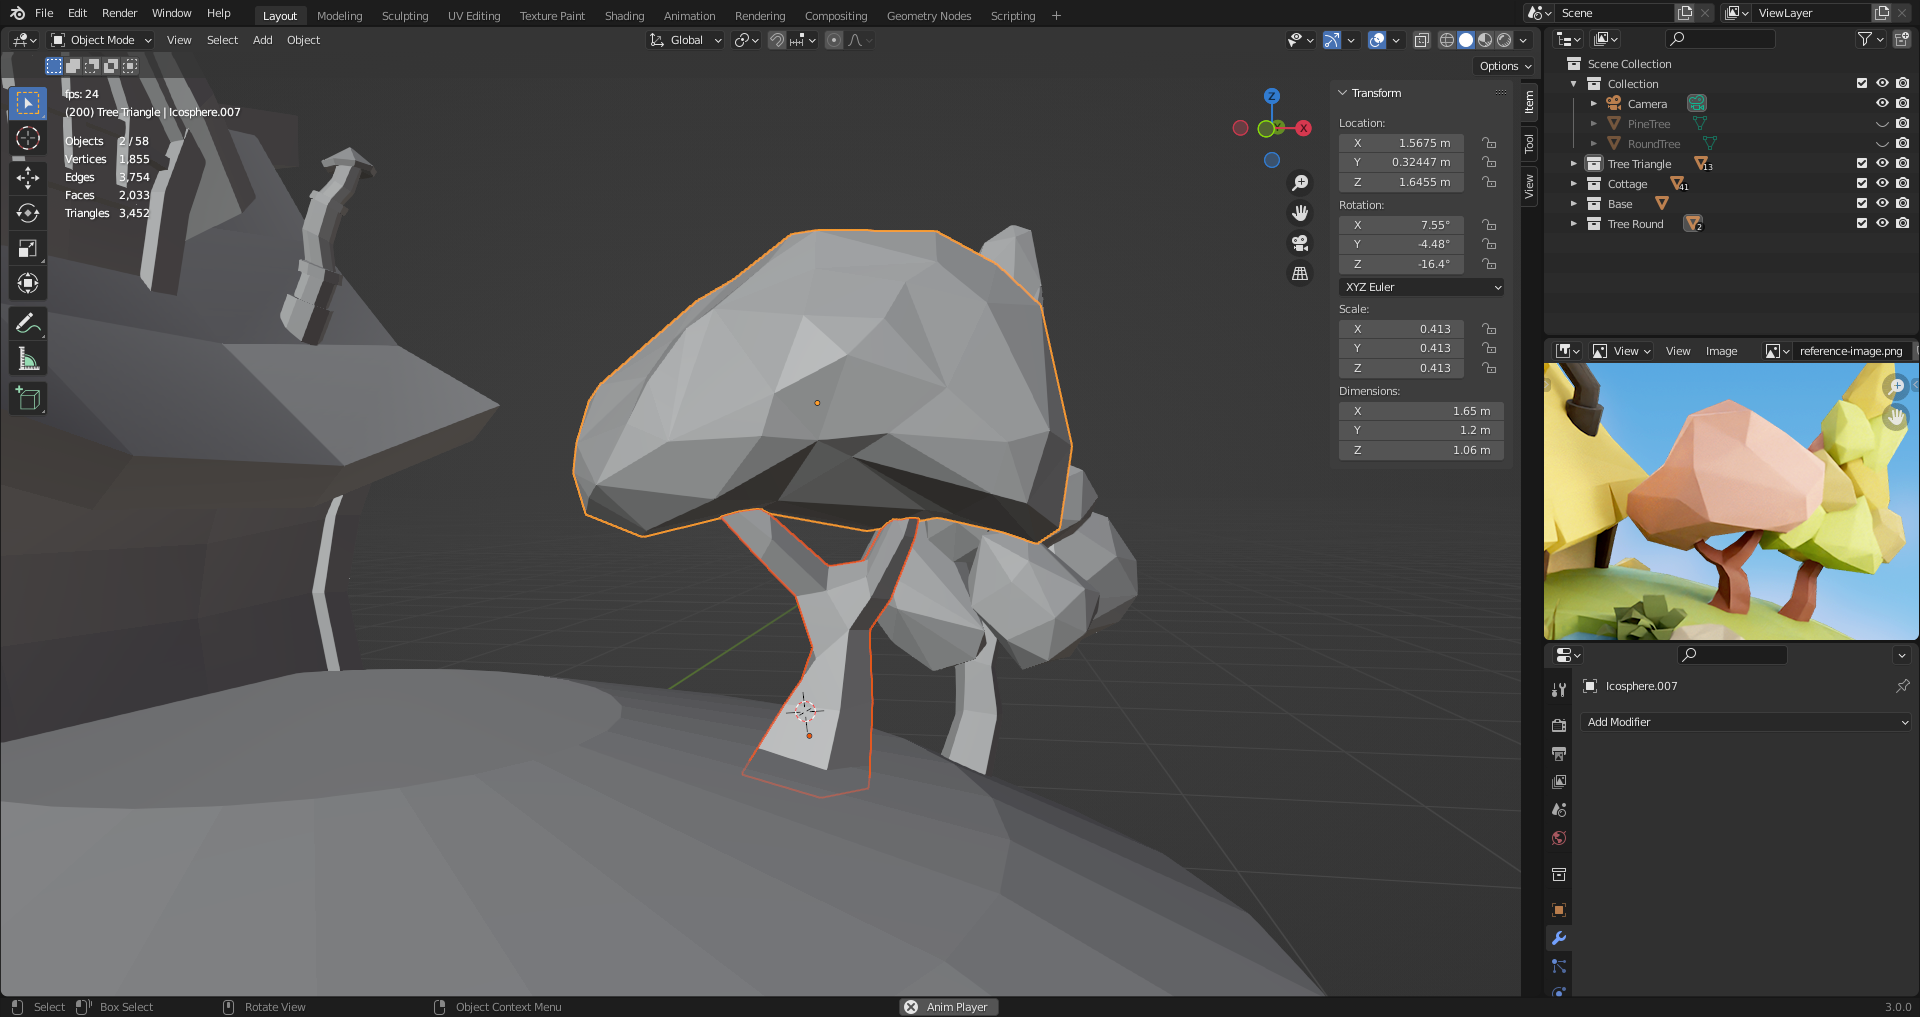 File Edit Render Window Help Layout Modeling Sculpting UV Editing Texture Paint Shading Animation Rendering Compositing Geometry Nodes Scripting + Scene ViewLayer
Object Mode View Select Add Object Global
Options
fps: 24
(200) Tree Triangle | Icosphere.007
Objects 2 / 58
Vertices 1,855
Edges 3,754
Faces 2,033
Triangles 3,452
Z
X
Transform
Location:
X 1.5675 m
Y 0.32447 m
Z 1.6455 m
Rotation:
X 7.55°
Y -4.48°
Z -16.4°
XYZ Euler
Scale:
X 0.413
Y 0.413
Z 0.413
Dimensions:
X 1.65 m
Y 1.2 m
Z 1.06 m
Item
Tool
View
Scene Collection
Collection
Camera
PineTree
RoundTree
Tree Triangle 13
Cottage 41
Base
Tree Round 2
View View Image reference-image.png
Icosphere.007
Add Modifier
Select Box Select Rotate View Object Context Menu Anim Player 3.0.0